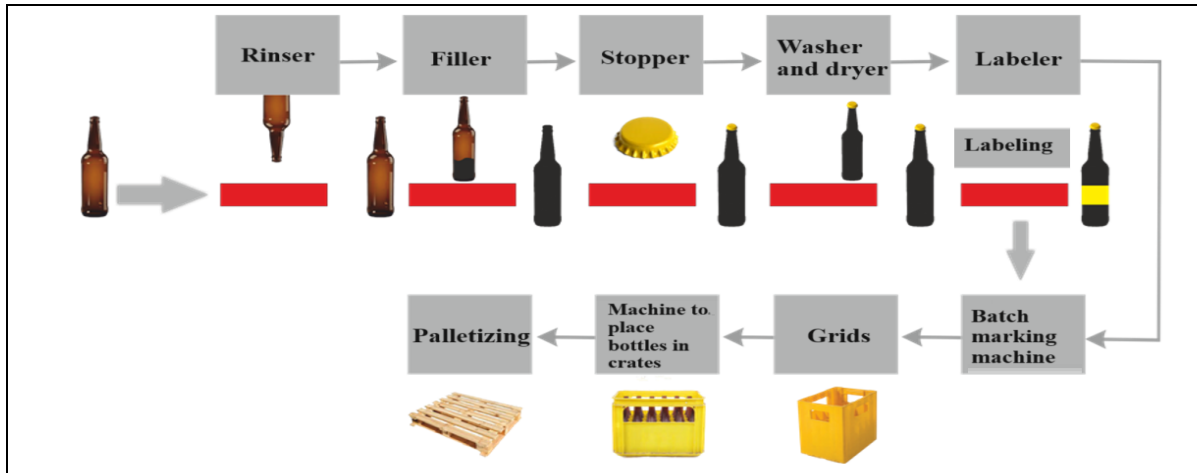 Rinser
Filler
Stopper
Washer
and dryer
Labeler
Labeling
Palletizing
Machine to.
place
bottles in
crates
Grids
Batch
marking
machine